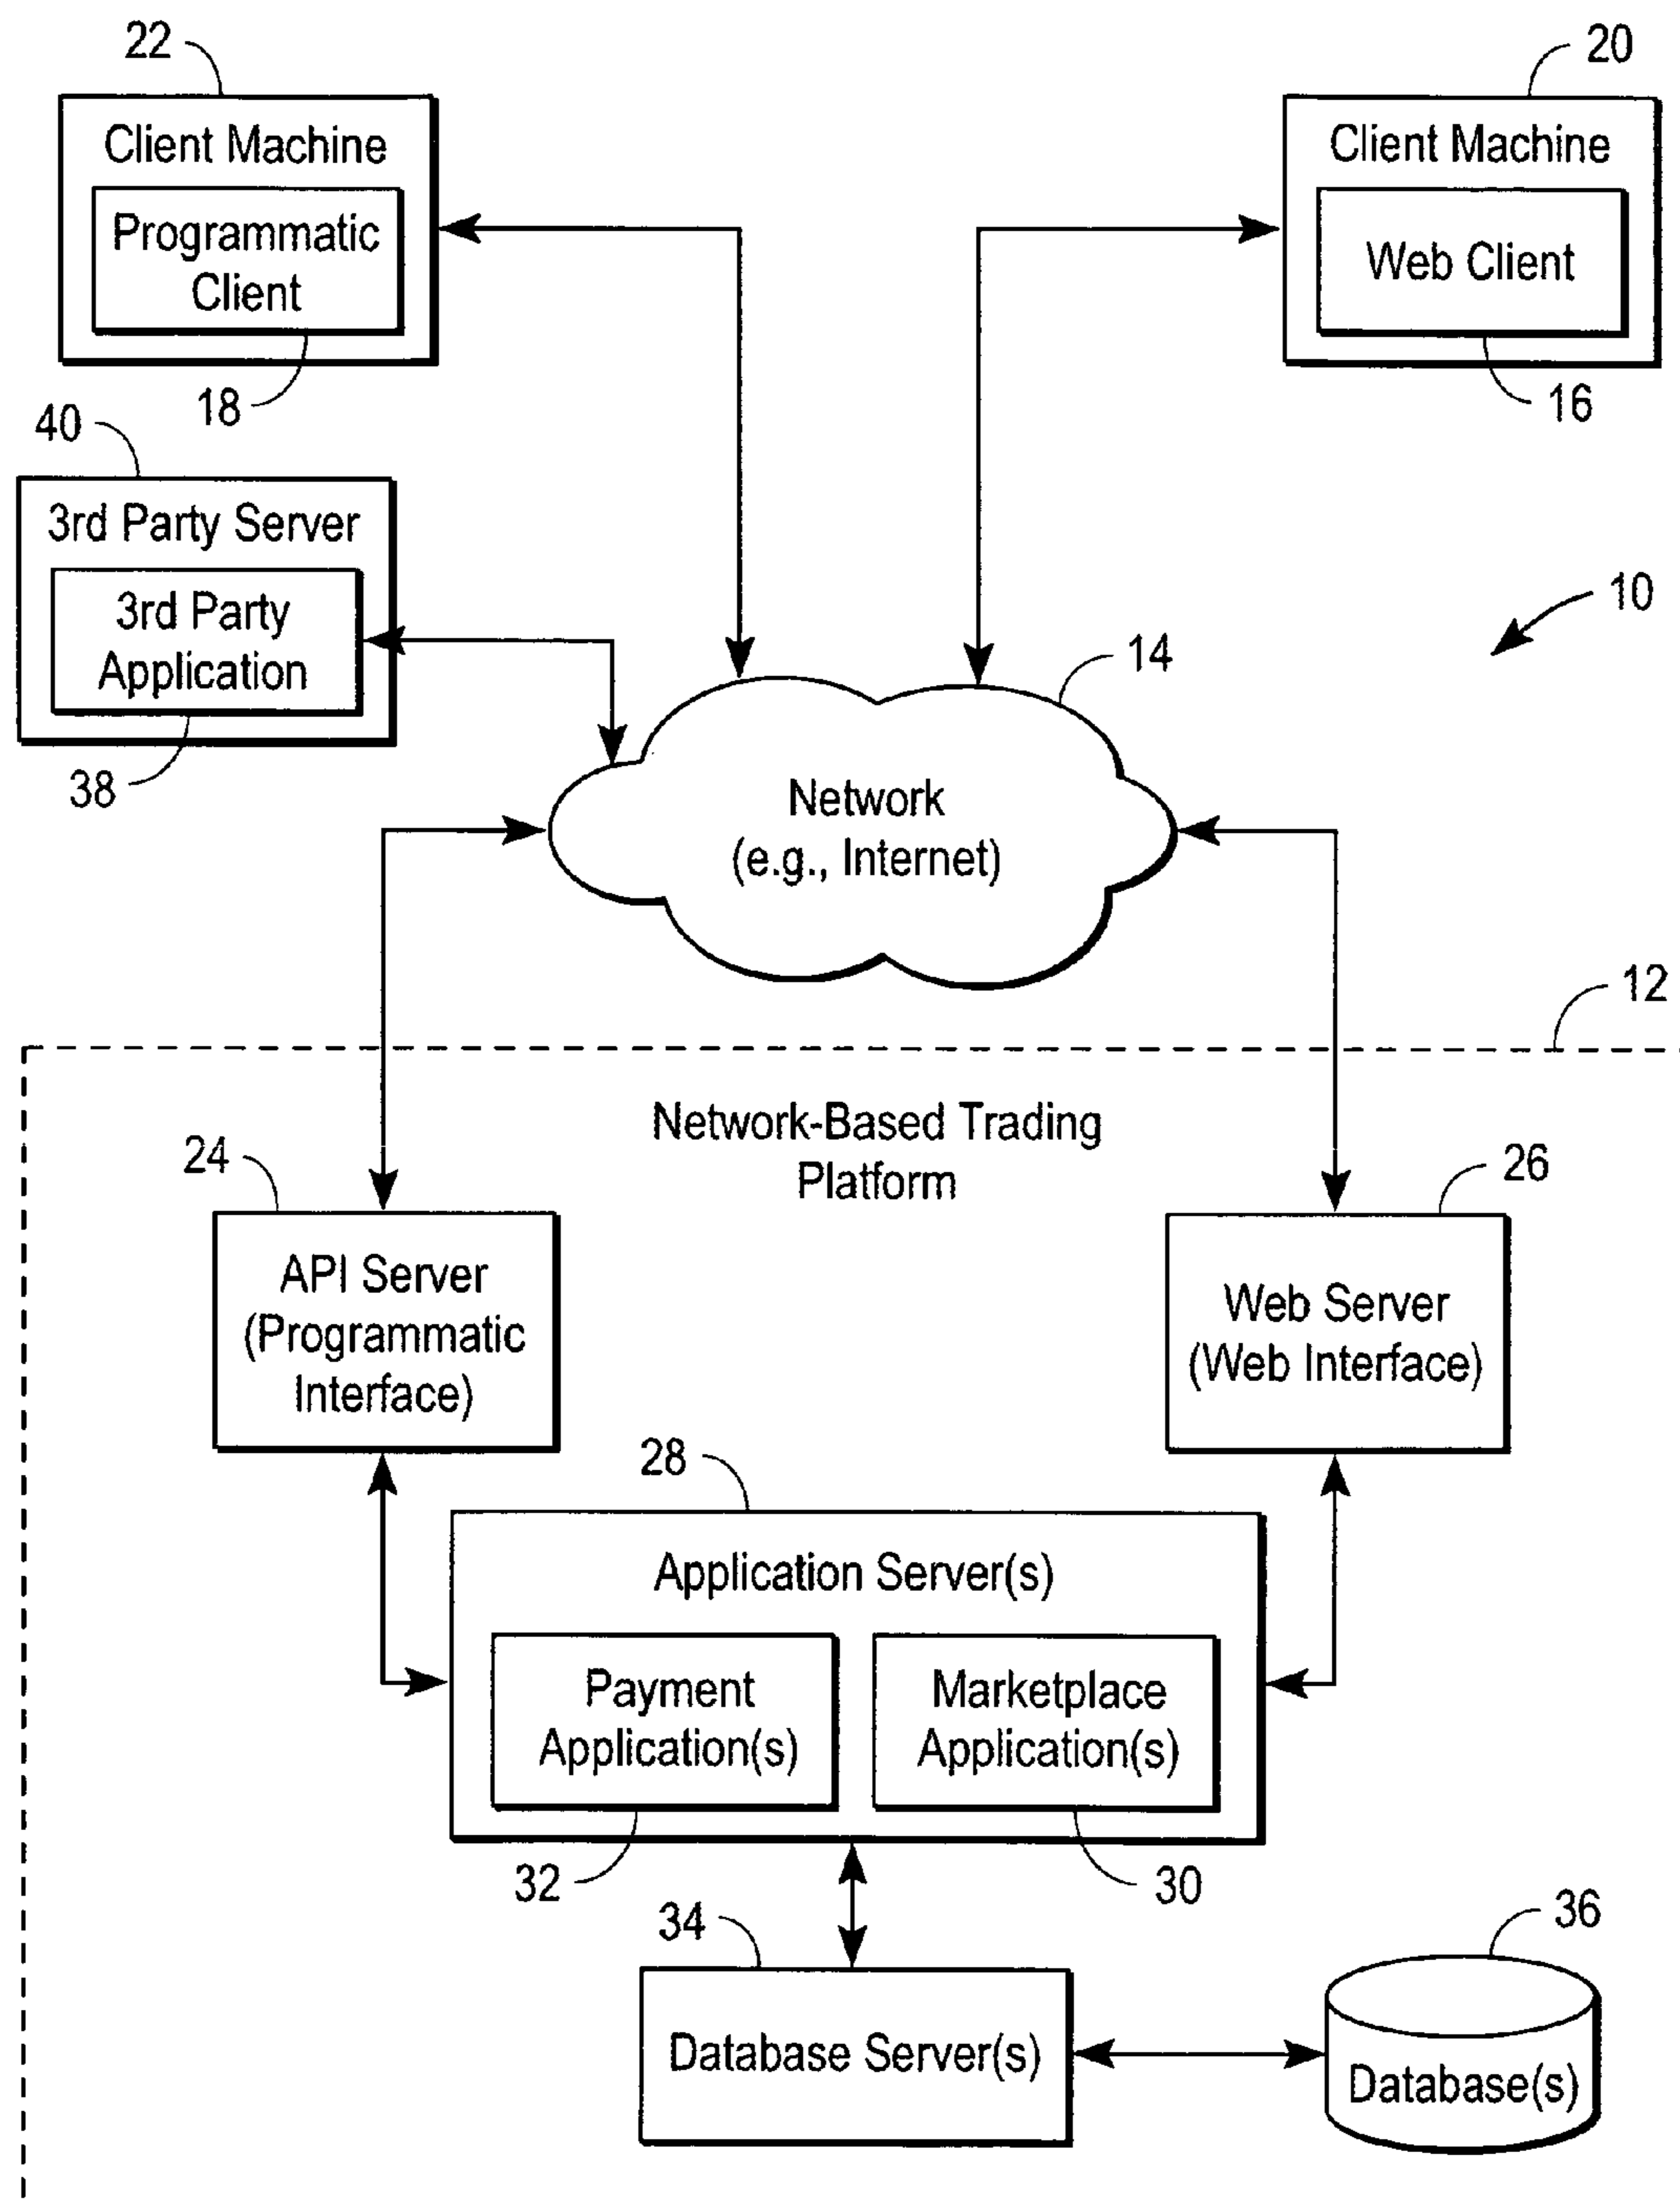 22
20
Client Machine
Programmatic
Client
18
Client Machine
Web Client
16
40
3rd Party Server
3rd Party
Application
38
10
14
Network
(e.g., Internet)
12
Network-Based Trading
Platform
24
API Server
(Programmatic
Interface)
26
Web Server
(Web Interface)
28
Application Server(s)
Payment
Application(s)
Marketplace
Application(s)
32
30
34
Database Server(s)
36
Database(s)